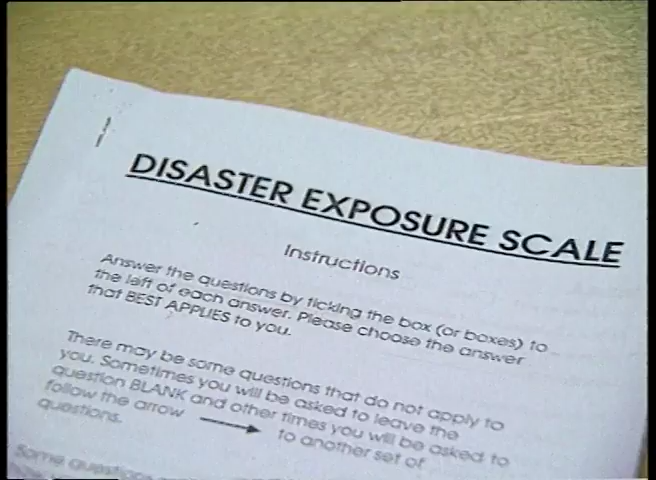 DISASTER EXPOSURE SCALE
Instructions
Answer the questions by ticking the box (or boxes) to
the left of each answer. Please choose the answer
that BEST APPLIES to you.
There may be some questions that do not apply to
you. Sometimes you will be asked to leave the
question BLANK and other times you will be asked to
follow the arrow → to another set of
questions.
Some questions